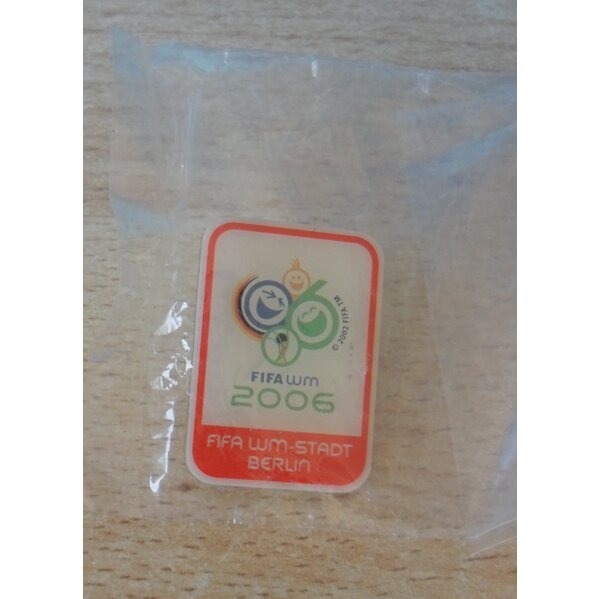 © 2002 FIFA TM
FIFA WM
2006
FIFA WM-STADT
BERLIN